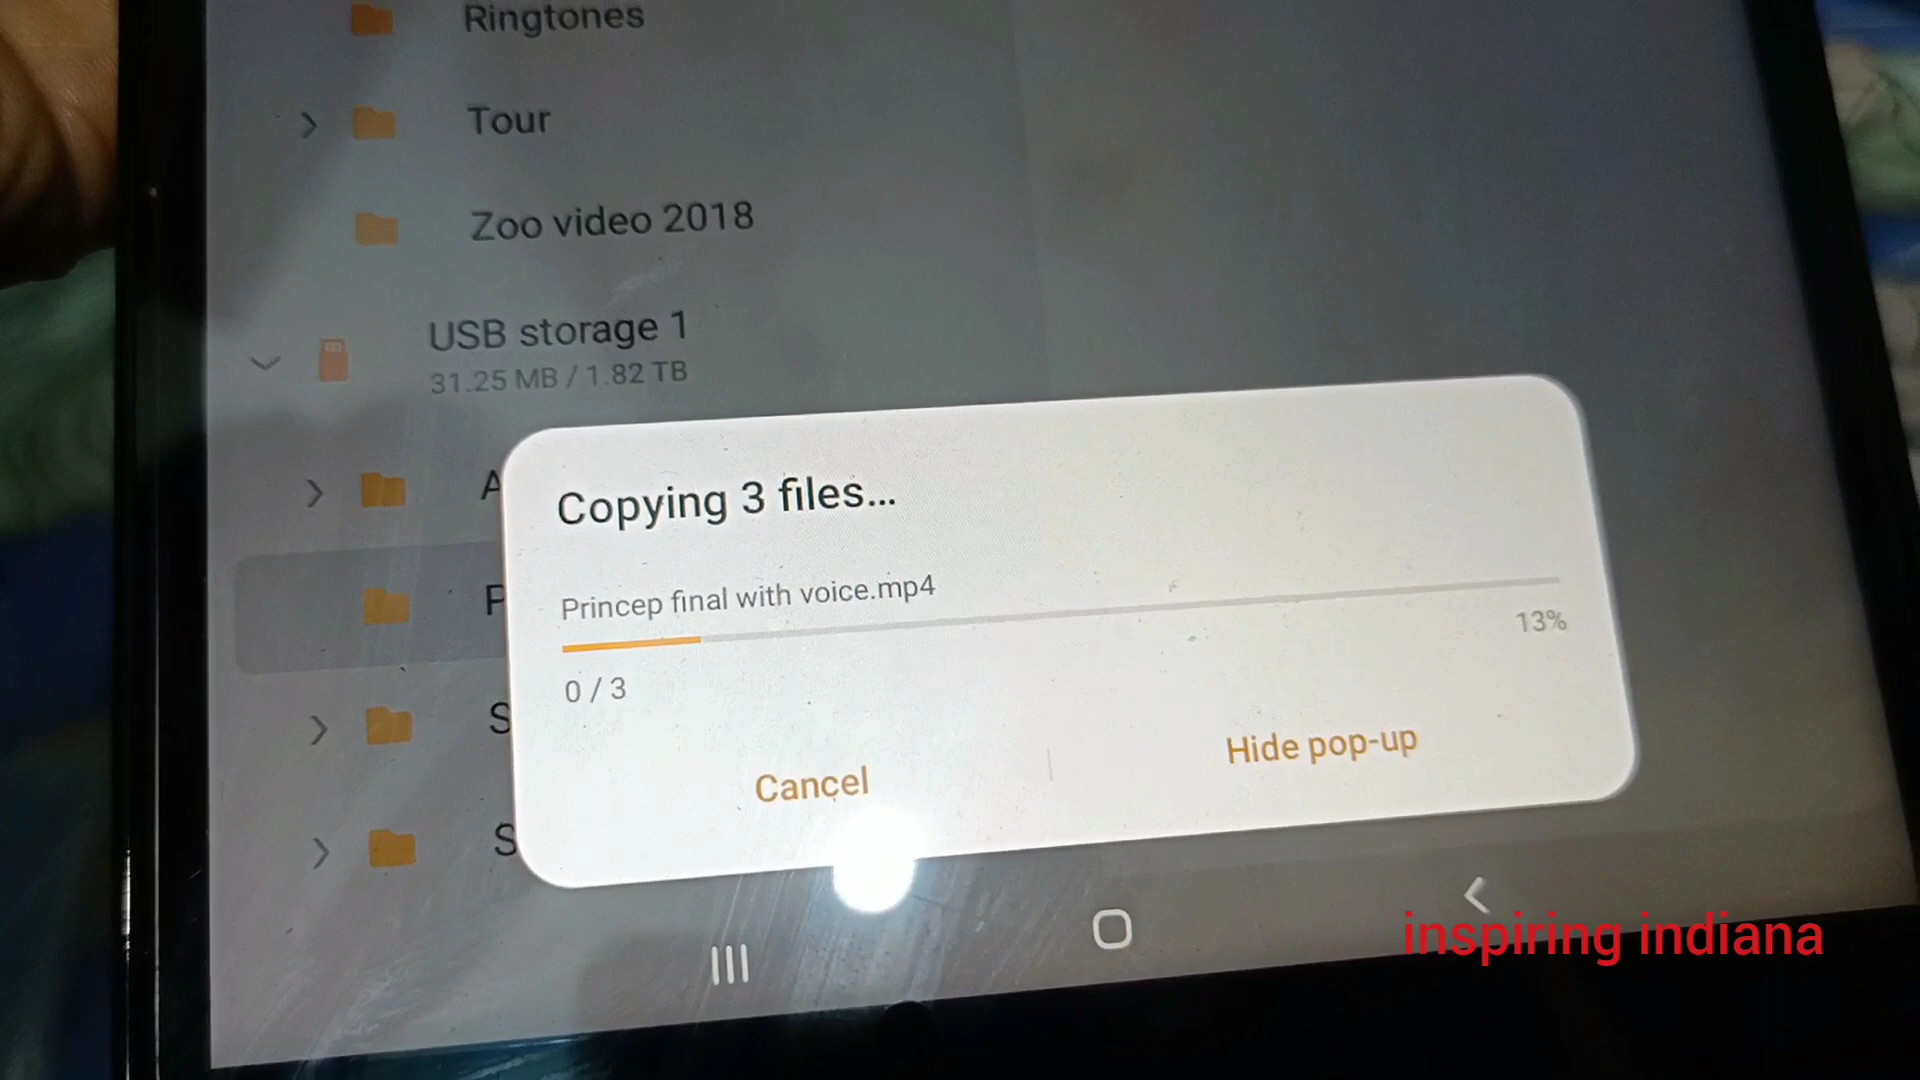 Ringtones
Tour
Zoo video 2018
USB storage 1
31.25 MB / 1.82 TB
A
Copying 3 files...
P
Princep final with voice.mp4
13%
0 / 3
S
Cancel
Hide pop-up
S
inspiring indiana